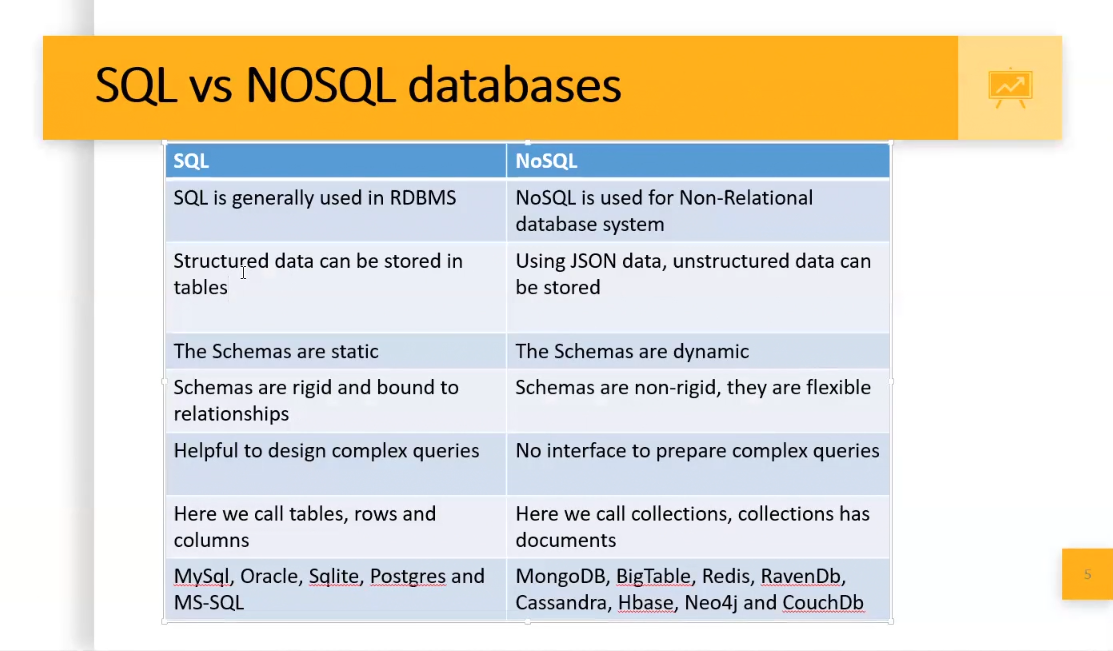 SQL vs NOSQL databases
SQL
NoSQL
SQL is generally used in RDBMS
NoSQL is used for Non-Relational
database system
Structured data can be stored in
tables
Using JSON data, unstructured data can
be stored
The Schemas are static
The Schemas are dynamic
Schemas are rigid and bound to
relationships
Schemas are non-rigid, they are flexible
Helpful to design complex queries
No interface to prepare complex queries
Here we call tables, rows and
columns
Here we call collections, collections has
documents
MySql, Oracle, Sqlite, Postgres and
MS-SQL
MongoDB, BigTable, Redis, RavenDb,
Cassandra, Hbase, Neo4j and CouchDb
5